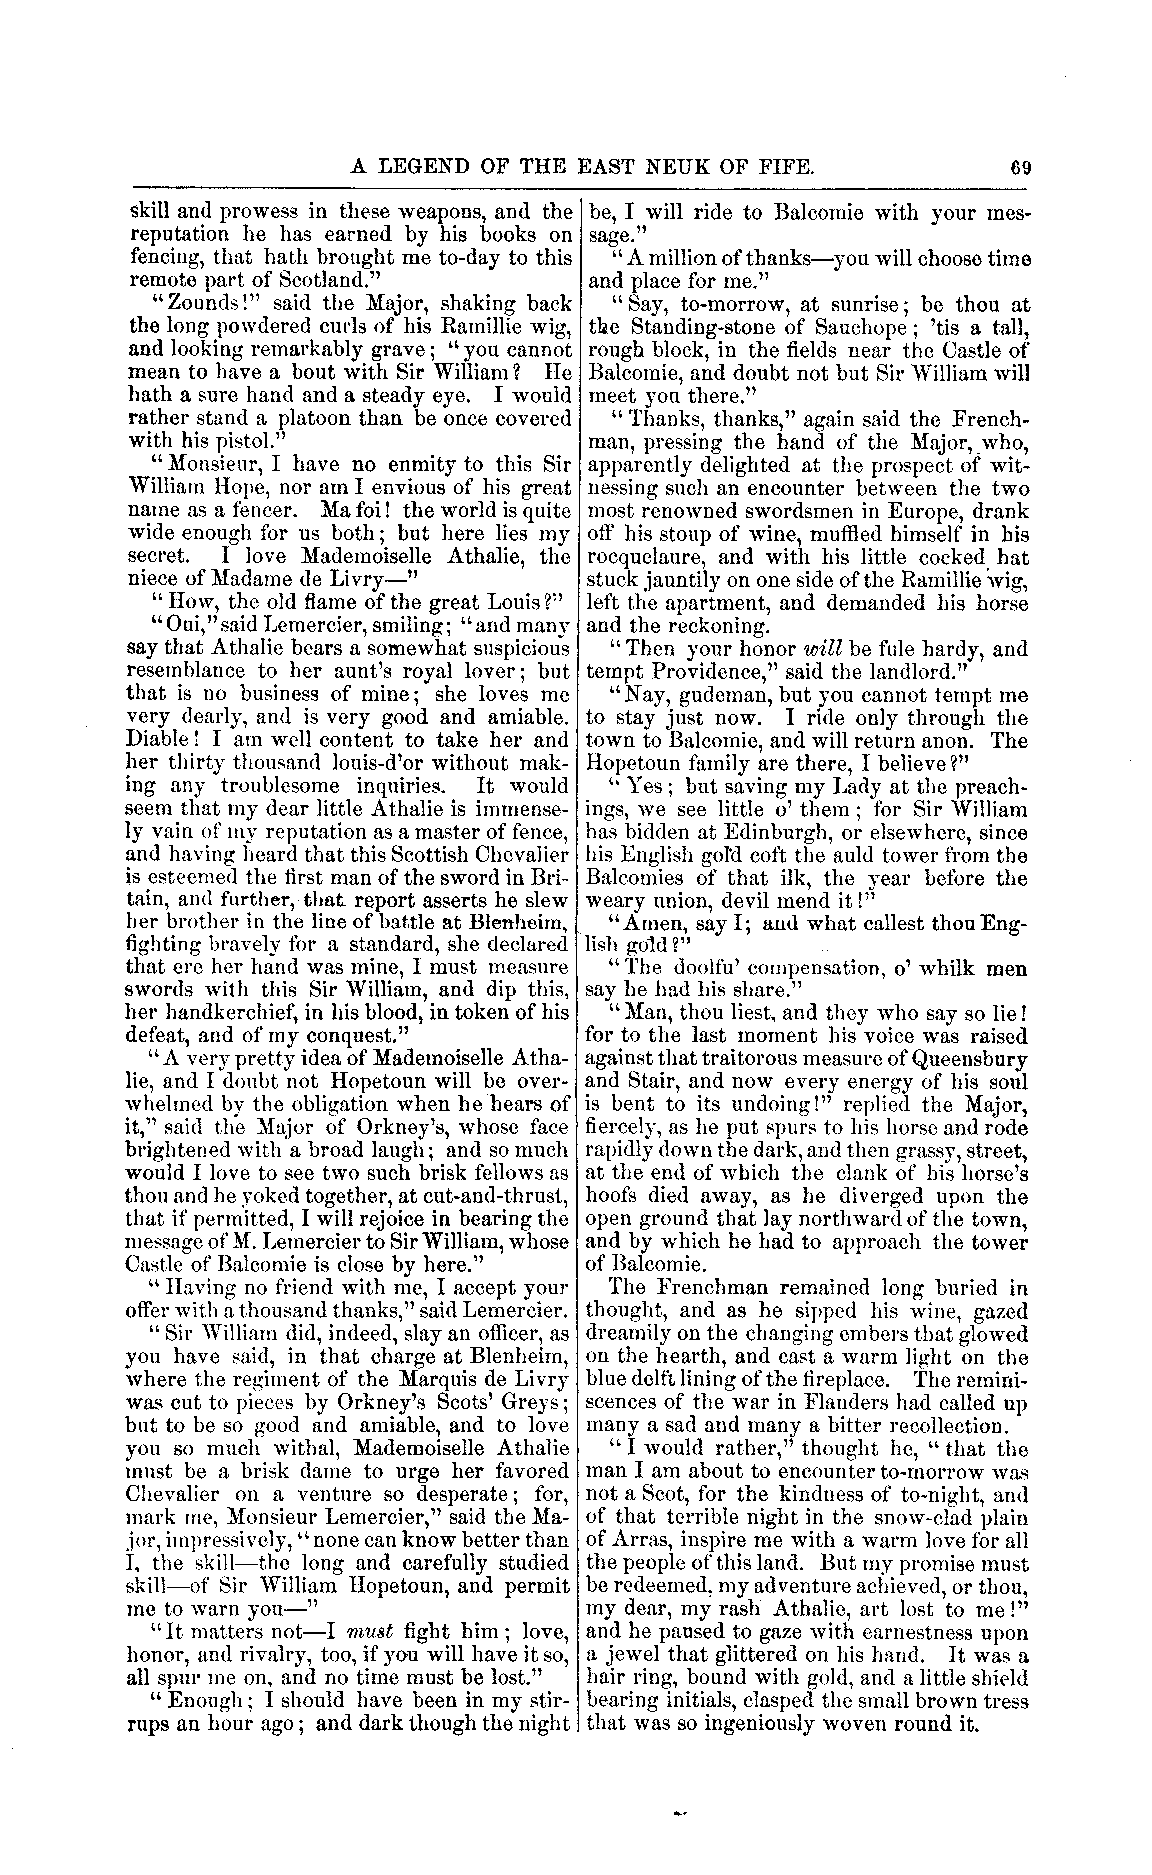 A LEGEND OF THE EAST NEUK OF FIFE. 69
skill and prowess in these weapons, and the
reputation he has earned by his books on
fencing, that hath brought me to-day to this
remote part of Scotland."
"Zounds!" said the Major, shaking back
the long powdered curls of his Ramillie wig,
and looking remarkably grave; "you cannot
mean to have a bout with Sir William? He
hath a sure hand and a steady eye. I would
rather stand a platoon than be once covered
with his pistol."
"Monsieur, I have no enmity to this Sir
William Hope, nor am I envious of his great
name as a fencer. Ma foi! the world is quite
wide enough for us both; but here lies my
secret. I love Mademoiselle Athalie, the
niece of Madame de Livry—"
"How, the old flame of the great Louis?"
"Oui," said Lemercier, smiling; "and many
say that Athalie bears a somewhat suspicious
resemblance to her aunt's royal lover; but
that is no business of mine; she loves me
very dearly, and is very good and amiable.
Diable! I am well content to take her and
her thirty thousand louis-d'or without mak-
ing any troublesome inquiries. It would
seem that my dear little Athalie is immense-
ly vain of my reputation as a master of fence,
and having heard that this Scottish Chevalier
is esteemed the first man of the sword in Bri-
tain, and further, that report asserts he slew
her brother in the line of battle at Blenheim,
fighting bravely for a standard, she declared
that ere her hand was mine, I must measure
swords with this Sir William, and dip this,
her handkerchief, in his blood, in token of his
defeat, and of my conquest."
"A very pretty idea of Mademoiselle Atha-
lie, and I doubt not Hopetoun will be over-
whelmed by the obligation when he hears of
it," said the Major of Orkney's, whose face
brightened with a broad laugh; and so much
would I love to see two such brisk fellows as
thou and he yoked together, at cut-and-thrust,
that if permitted, I will rejoice in bearing the
message of M. Lemercier to Sir William, whose
Castle of Balcomie is close by here."
"Having no friend with me, I accept your
offer with a thousand thanks," said Lemercier.
"Sir William did, indeed, slay an officer, as
you have said, in that charge at Blenheim,
where the regiment of the Marquis de Livry
was cut to pieces by Orkney's Scots' Greys;
but to be so good and amiable, and to love
you so much withal, Mademoiselle Athalie
must be a brisk dame to urge her favored
Chevalier on a venture so desperate; for,
mark me, Monsieur Lemercier," said the Ma-
jor, impressively, "none can know better than
I, the skill—the long and carefully studied
skill—of Sir William Hopetoun, and permit
me to warn you—"
"It matters not—I must fight him; love,
honor, and rivalry, too, if you will have it so,
all spur me on, and no time must be lost."
"Enough; I should have been in my stir-
rups an hour ago; and dark though the night
be, I will ride to Balcomie with your mes-
sage."
"A million of thanks—you will choose time
and place for me."
"Say, to-morrow, at sunrise; be thou at
the Standing-stone of Sauchope; 'tis a tall,
rough block, in the fields near the Castle of
Balcomie, and doubt not but Sir William will
meet you there."
"Thanks, thanks," again said the French-
man, pressing the hand of the Major, who,
apparently delighted at the prospect of wit-
nessing such an encounter between the two
most renowned swordsmen in Europe, drank
off his stoup of wine, muffled himself in his
rocquelaure, and with his little cocked hat
stuck jauntily on one side of the Ramillie wig,
left the apartment, and demanded his horse
and the reckoning.
"Then your honor will be fule hardy, and
tempt Providence," said the landlord."
"Nay, gudeman, but you cannot tempt me
to stay just now. I ride only through the
town to Balcomie, and will return anon. The
Hopetoun family are there, I believe?"
"Yes; but saving my Lady at the preach-
ings, we see little o' them; for Sir William
has bidden at Edinburgh, or elsewhere, since
his English gold coft the auld tower from the
Balcomies of that ilk, the year before the
weary union, devil mend it!"
"Amen, say I; and what callest thou Eng-
lish gold?"
"The doolfu' compensation, o' whilk men
say he had his share."
"Man, thou liest, and they who say so lie!
for to the last moment his voice was raised
against that traitorous measure of Queensbury
and Stair, and now every energy of his soul
is bent to its undoing!" replied the Major,
fiercely, as he put spurs to his horse and rode
rapidly down the dark, and then grassy, street,
at the end of which the clank of his horse's
hoofs died away, as he diverged upon the
open ground that lay northward of the town,
and by which he had to approach the tower
of Balcomie.
The Frenchman remained long buried in
thought, and as he sipped his wine, gazed
dreamily on the changing embers that glowed
on the hearth, and cast a warm light on the
blue delft lining of the fireplace. The remini-
scences of the war in Flanders had called up
many a sad and many a bitter recollection.
"I would rather," thought he, "that the
man I am about to encounter to-morrow was
not a Scot, for the kindness of to-night, and
of that terrible night in the snow-clad plain
of Arras, inspire me with a warm love for all
the people of this land. But my promise must
be redeemed, my adventure achieved, or thou,
my dear, my rash Athalie, art lost to me!"
and he paused to gaze with earnestness upon
a jewel that glittered on his hand. It was a
hair ring, bound with gold, and a little shield
bearing initials, clasped the small brown tress
that was so ingeniously woven round it.